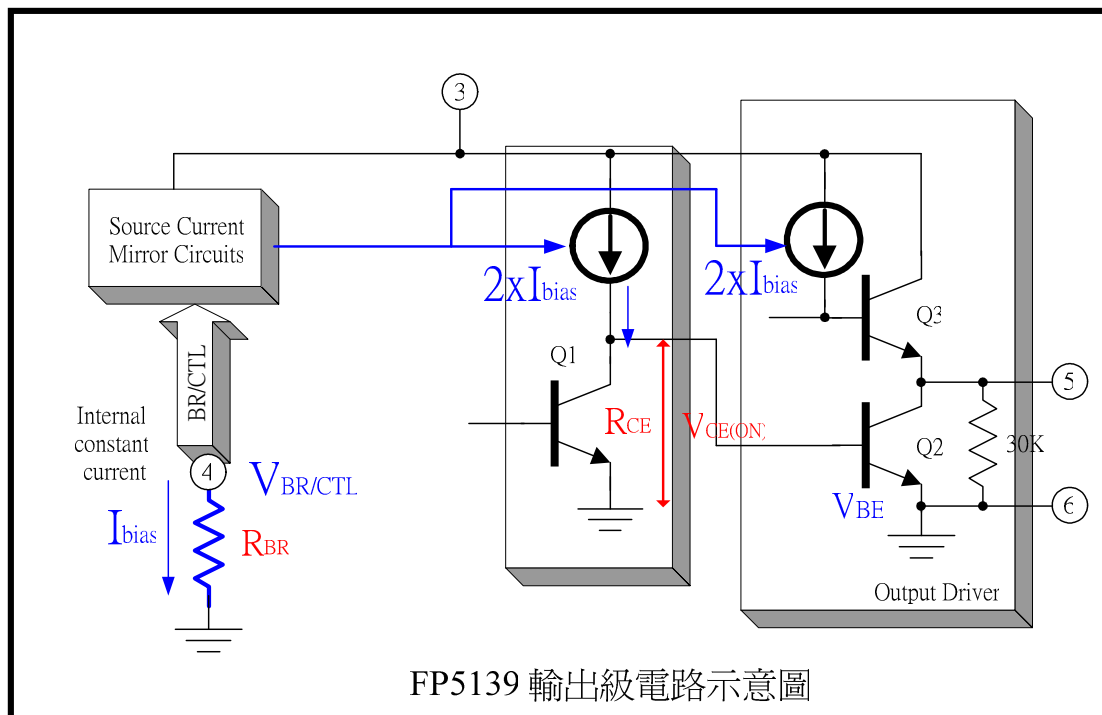 3
Source Current
Mirror Circuits
2xIbias
2xIbias
Q3
Q1
5
BR/CTL
Internal
constant
current
RCE
VCE(ON)
Q2
30K
4
VBR/CTL
VBE
6
Ibias
RBR
Output Driver
FP5139 輸出級電路示意圖